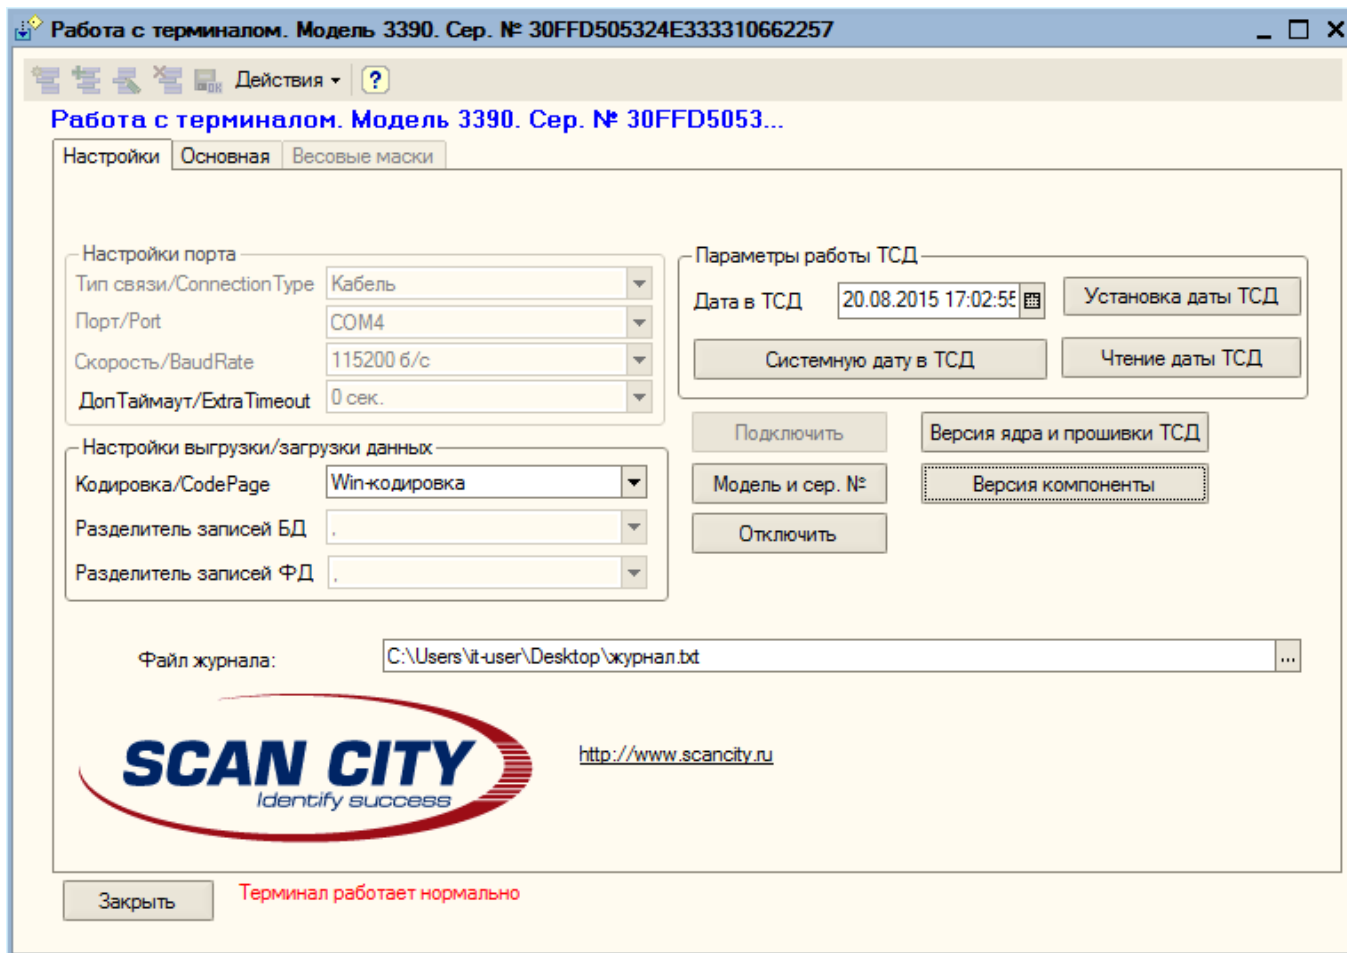 Работа с терминалом. Модель 3390. Сер. № 30FFD505324E333310662257
Действия
?
Работа с терминалом. Модель 3390. Сер. № 30FFD5053...
Настройки Основная Весовые маски
Настройки порта
Тип связи/ConnectionType Кабель
Порт/Port COM4
Скорость/BaudRate 115200 б/с
ДопТаймаут/ExtraTimeout 0 сек.
Настройки выгрузки/загрузки данных
Кодировка/CodePage Win-кодировка
Разделитель записей БД ,
Разделитель записей ФД ,
Параметры работы ТСД
Дата в ТСД 20.08.2015 17:02:55 Установка даты ТСД
Системную дату в ТСД Чтение даты ТСД
Подключить Версия ядра и прошивки ТСД
Модель и сер. № Версия компоненты
Отключить
Файл журнала: C:\Users\it-user\Desktop\журнал.txt ...
SCAN CITY
Identify success
http://www.scancity.ru
Закрыть Терминал работает нормально